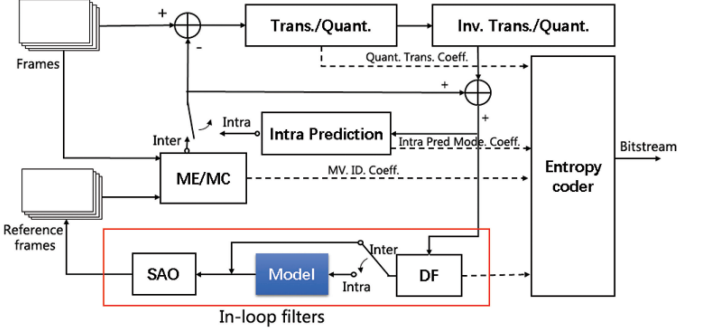 +
Trans./Quant.
Inv. Trans./Quant.
-
Frames
Quant. Trans. Coeff.
+
+
Intra
Inter
Intra Prediction
Intra Pred Mode. Coeff.
Bitstream
Entropy
coder
ME/MC
MV. ID. Coeff.
Reference
frames
Inter
SAO
Model
Intra
DF
In-loop filters